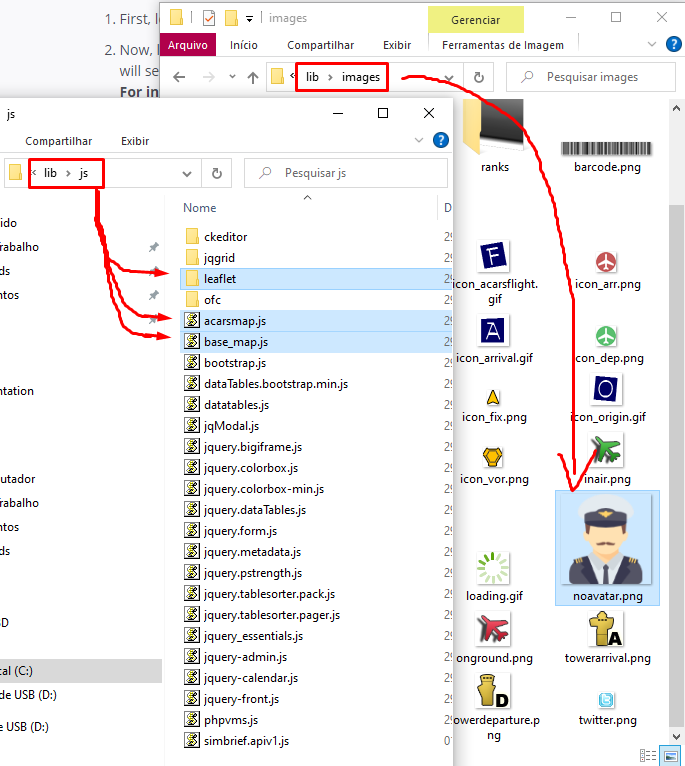 1. First, l
images
Gerenciar
2. Now, l
will se
For in
Arquivo
Início
Compartilhar
Exibir
Ferramentas de Imagem
« lib > images
Pesquisar images
ranks
barcode.png
icon_acarsflight.
gif
icon_arr.png
icon_arrival.gif
icon_dep.png
icon_fix.png
icon_origin.gif
icon_vor.png
inair.png
loading.gif
noavatar.png
onground.png
towerarrival.png
owerdeparture.p
ng
twitter.png
F
A
O
A
D
js
Compartilhar
Exibir
« lib > js
Pesquisar js
Nome
D
ido
rabalho
ds
ntos
entation
utador
rabalho
ntos
ds
SD
cal (C:)
de USB (D:)
e USB (D:)
ckeditor
jqgrid
leaflet
ofc
acarsmap.js
base_map.js
bootstrap.js
dataTables.bootstrap.min.js
datatables.js
jqModal.js
jquery.bigiframe.js
jquery.colorbox.js
jquery.colorbox-min.js
jquery.dataTables.js
jquery.form.js
jquery.metadata.js
jquery.pstrength.js
jquery.tablesorter.pack.js
jquery.tablesorter.pager.js
jquery_essentials.js
jquery-admin.js
jquery-calendar.js
jquery-front.js
phpvms.js
simbrief.apiv1.js